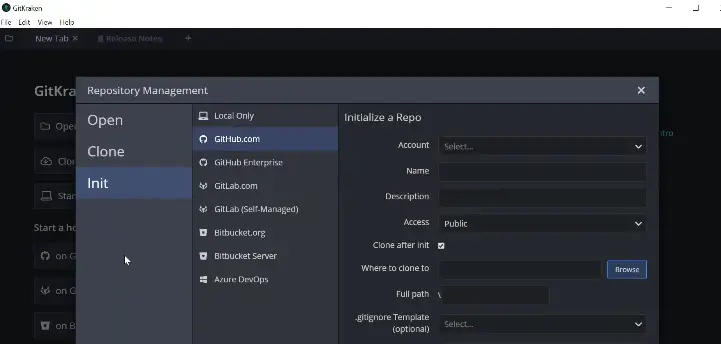 GitKraken
File Edit View Help
New Tab Release Notes
Repository Management
Open
Clone
Init
Local Only
GitHub.com
GitHub Enterprise
GitLab.com
GitLab (Self-Managed)
Bitbucket.org
Bitbucket Server
Azure DevOps
Initialize a Repo
Account Select...
Name
Description
Access Public
Clone after init
Where to clone to Browse
Full path \
.gitignore Template
(optional) Select...
GitKra
Open
Clon
Star
Start a ho
on G
on G
on B
ntro